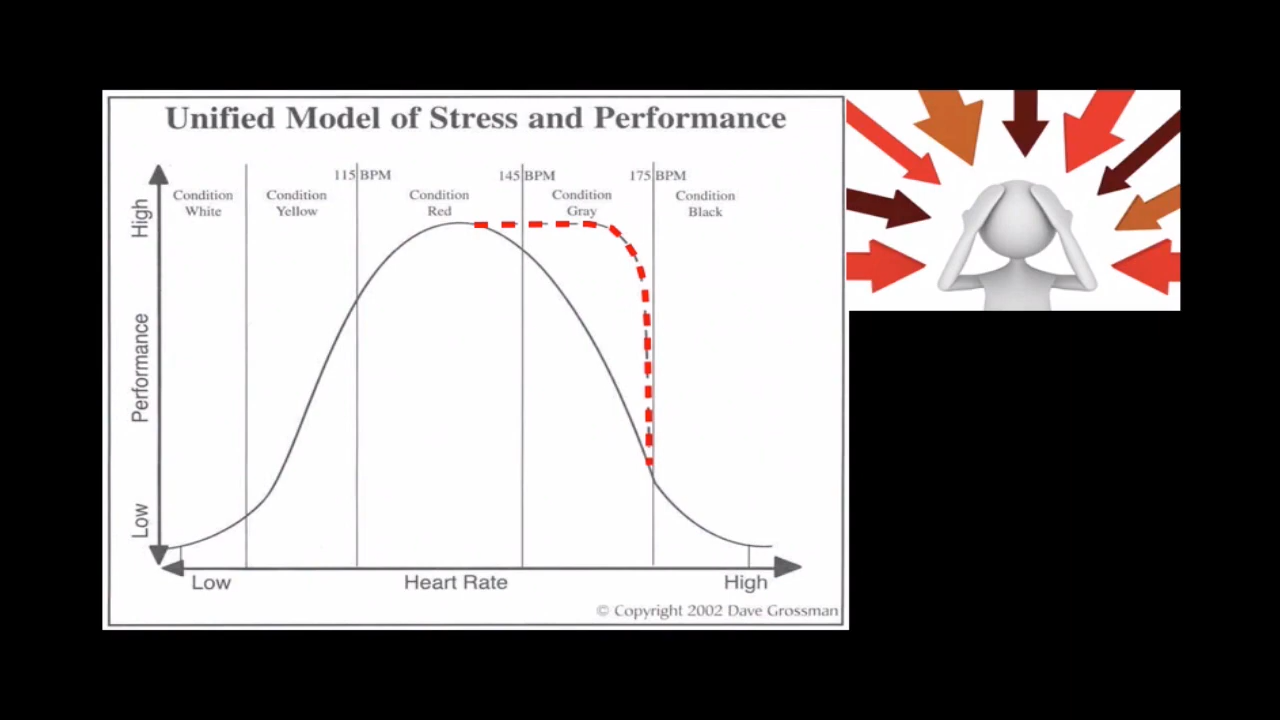 Unified Model of Stress and Performance
115 BPM
145 BPM
175 BPM
Condition
White
Condition
Yellow
Condition
Red
Condition
Gray
Condition
Black
High
Performance
Low
Low
Heart Rate
High
© Copyright 2002 Dave Grossman